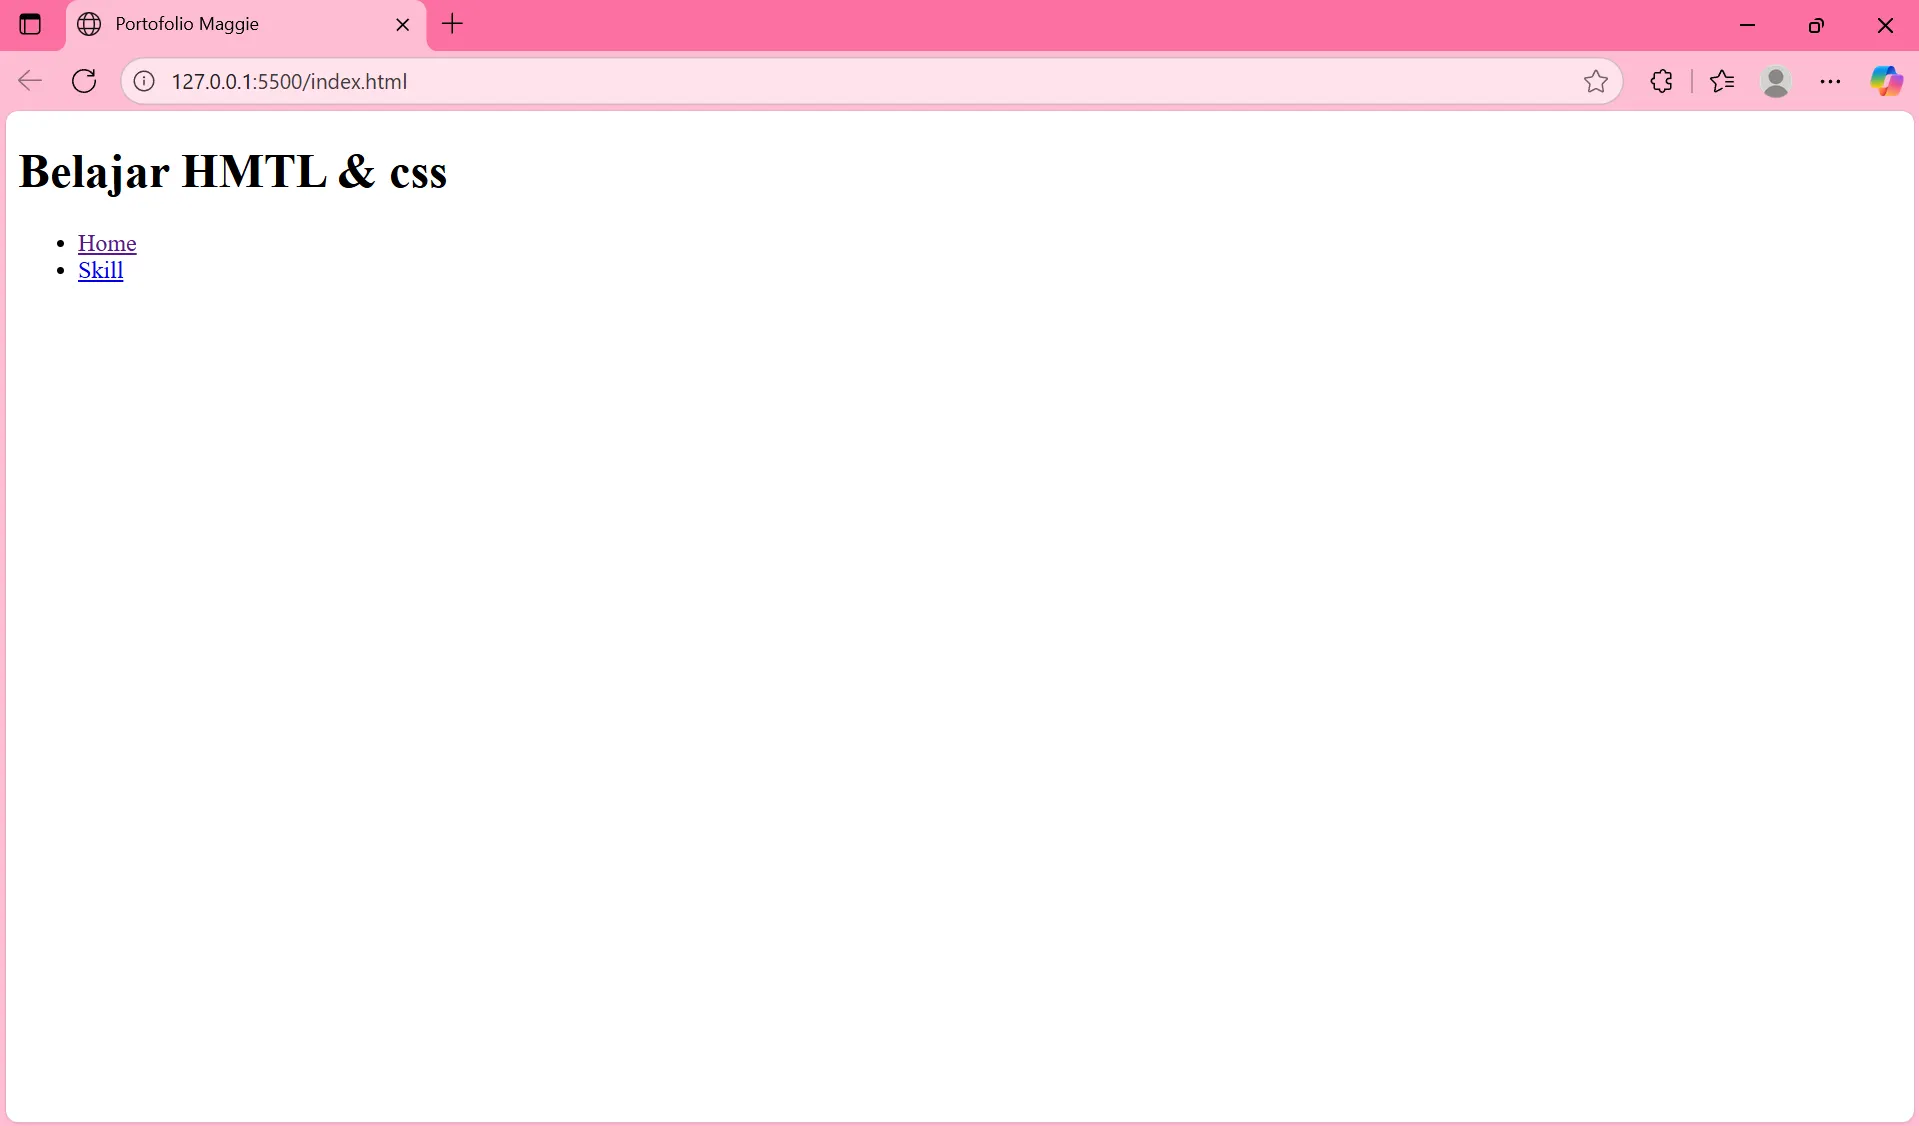 Portofolio Maggie
127.0.0.1:5500/index.html
Belajar HMTL & css
Home
Skill